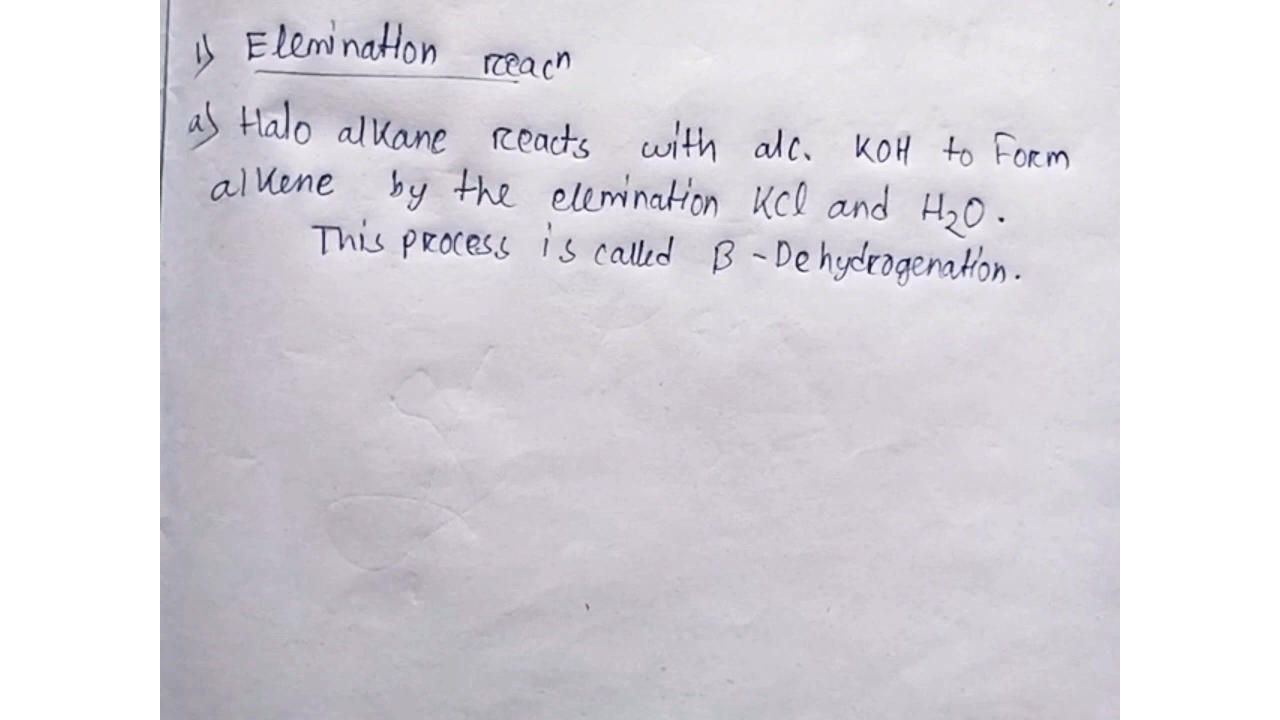 1) Elemination reacn
a) Halo alkane reacts with alc. KOH to Form
alkene by the elemination KCl and H₂O.
This process is called B-Dehydrogenation.